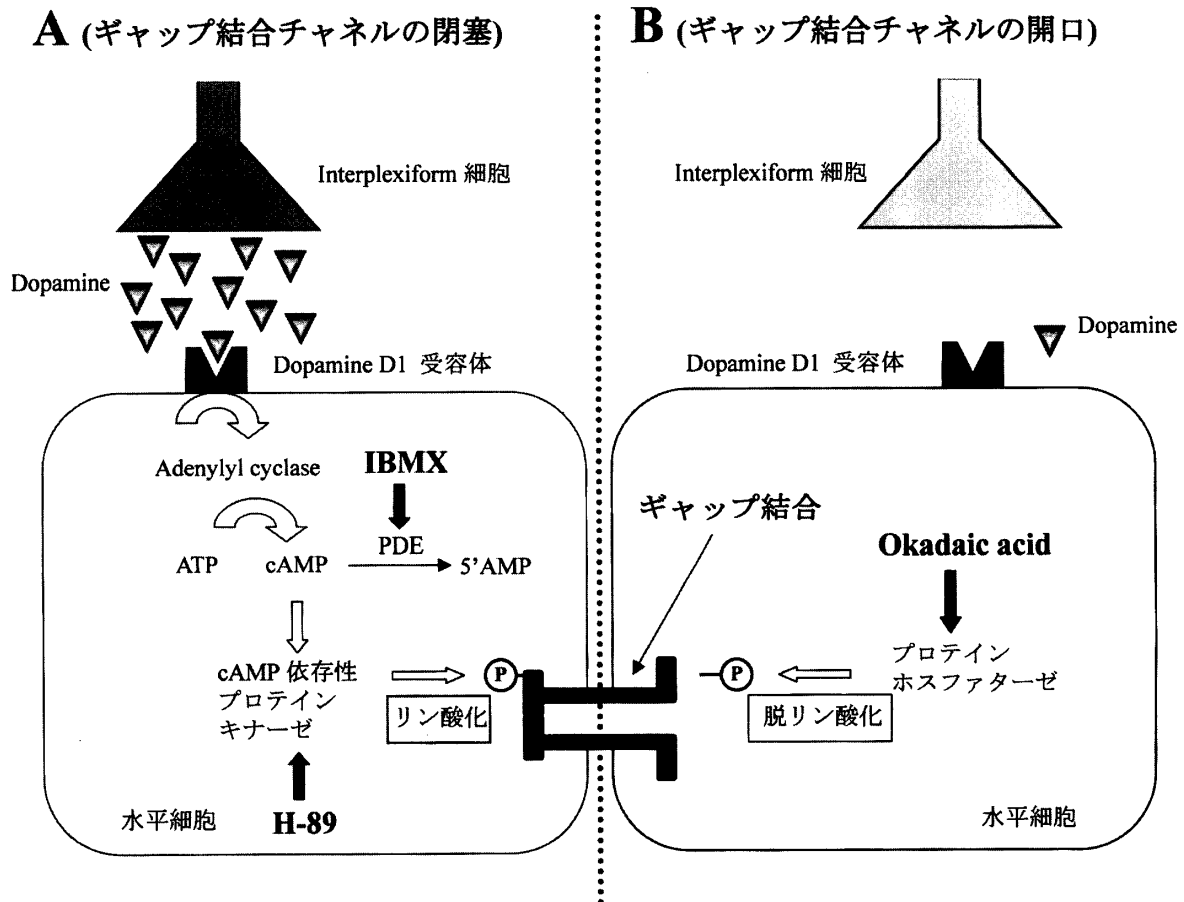 A (ギャップ結合チャネルの閉塞)
Interplexiform 細胞
Dopamine
Dopamine D1 受容体
Adenylyl cyclase
IBMX
PDE
ATP
cAMP
5'AMP
cAMP 依存性
プロテイン
キナーゼ
リン酸化
P
H-89
水平細胞
B (ギャップ結合チャネルの開口)
Interplexiform 細胞
Dopamine
Dopamine D1 受容体
ギャップ結合
Okadaic acid
プロテイン
ホスファターゼ
P
脱リン酸化
水平細胞